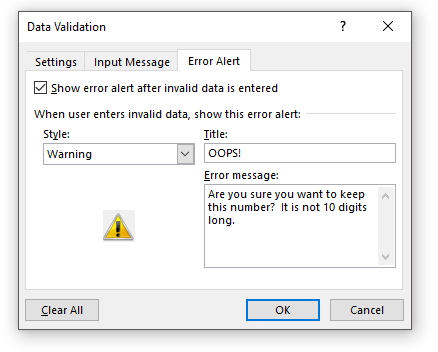 Data Validation ? ×
Settings Input Message Error Alert
Show error alert after invalid data is entered
When user enters invalid data, show this error alert:
Style: Title:
Warning OOPS!
Error message:
Are you sure you want to keep
this number?  It is not 10 digits
long.
Clear All OK Cancel